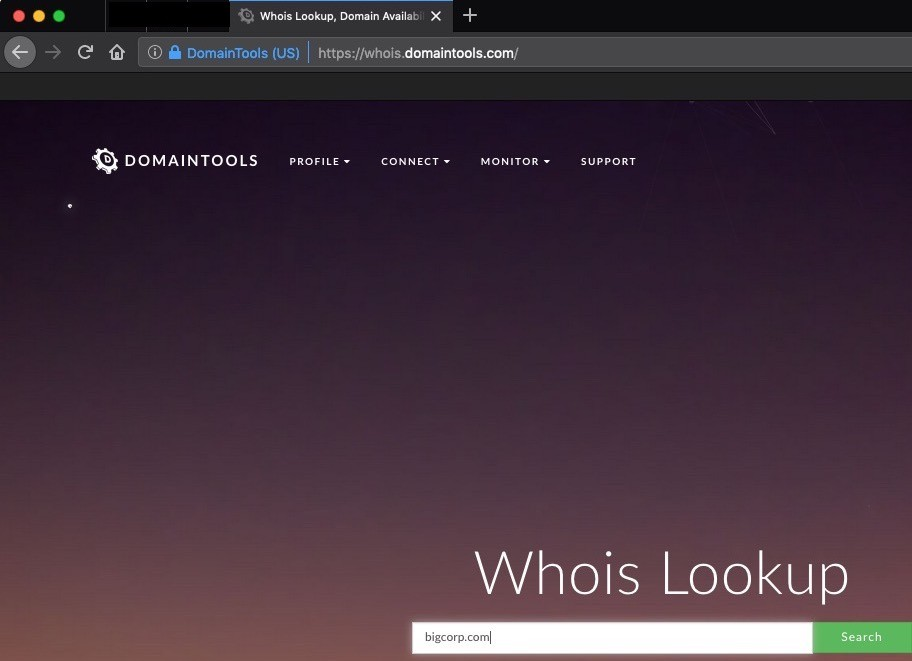 Whois Lookup, Domain Availabi
DomainTools (US) https://whois.domaintools.com/
DOMAINTOOLS PROFILE CONNECT MONITOR SUPPORT
Whois Lookup
bigcorp.com Search